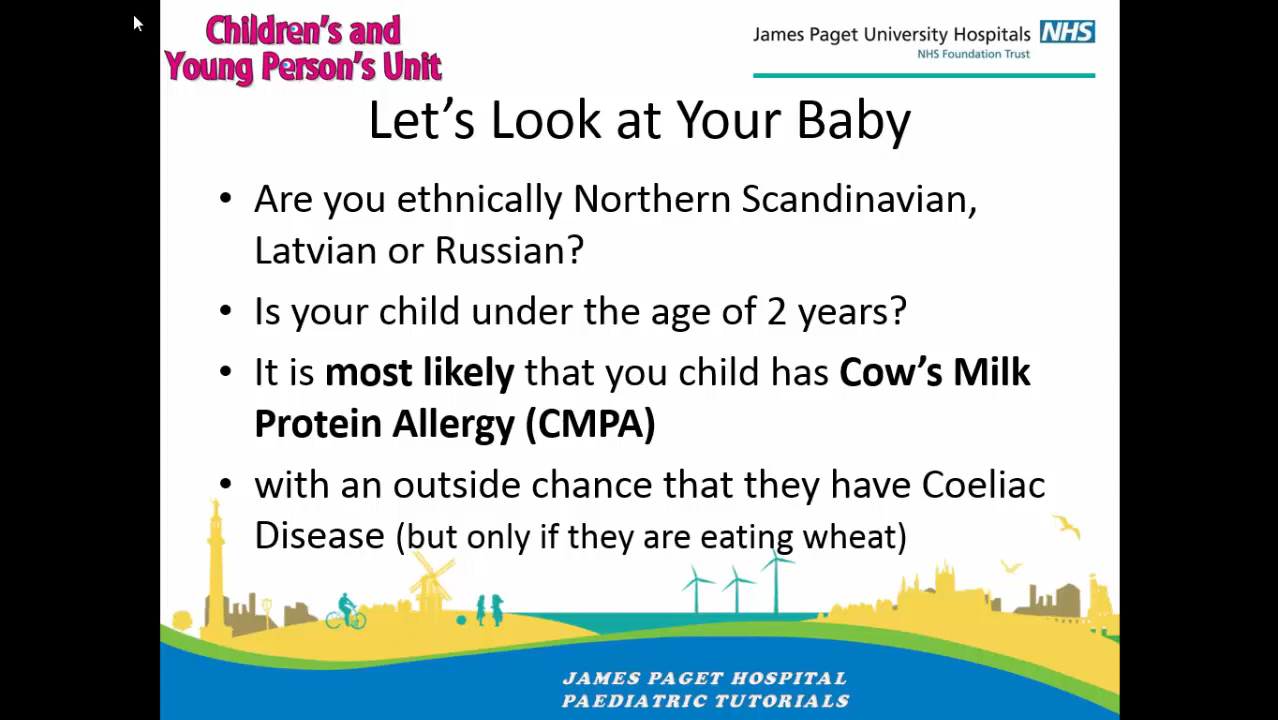 Children's and
Young Person's Unit
James Paget University Hospitals NHS
NHS Foundation Trust
Let's Look at Your Baby
• Are you ethnically Northern Scandinavian,
Latvian or Russian?
• Is your child under the age of 2 years?
• It is most likely that you child has Cow's Milk
Protein Allergy (CMPA)
• with an outside chance that they have Coeliac
Disease (but only if they are eating wheat)
JAMES PAGET HOSPITAL
PAEDIATRIC TUTORIALS